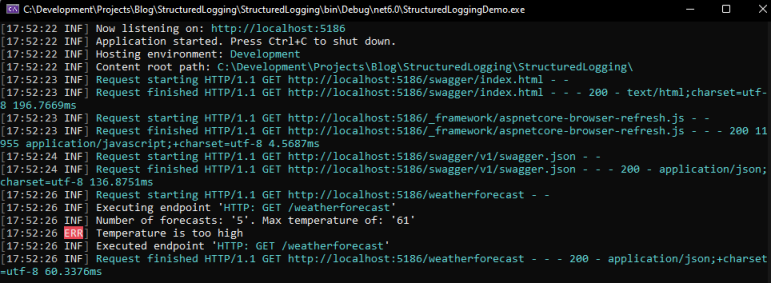 C:\Development\Projects\Blog\StructuredLogging\StructuredLogging\bin\Debug\net6.0\StructuredLoggingDemo.exe
[17:52:22 INF] Now listening on: http://localhost:5186
[17:52:22 INF] Application started. Press Ctrl+C to shut down.
[17:52:22 INF] Hosting environment: Development
[17:52:22 INF] Content root path: C:\Development\Projects\Blog\StructuredLogging\StructuredLogging\
[17:52:23 INF] Request starting HTTP/1.1 GET http://localhost:5186/swagger/index.html - -
[17:52:23 INF] Request finished HTTP/1.1 GET http://localhost:5186/swagger/index.html - - - 200 - text/html;charset=utf-
8 196.7669ms
[17:52:23 INF] Request starting HTTP/1.1 GET http://localhost:5186/_framework/aspnetcore-browser-refresh.js - -
[17:52:23 INF] Request finished HTTP/1.1 GET http://localhost:5186/_framework/aspnetcore-browser-refresh.js - - - 200 11
955 application/javascript;+charset=utf-8 4.5687ms
[17:52:24 INF] Request starting HTTP/1.1 GET http://localhost:5186/swagger/v1/swagger.json - -
[17:52:24 INF] Request finished HTTP/1.1 GET http://localhost:5186/swagger/v1/swagger.json - - - 200 - application/json;
charset=utf-8 136.8751ms
[17:52:26 INF] Request starting HTTP/1.1 GET http://localhost:5186/weatherforecast - -
[17:52:26 INF] Executing endpoint 'HTTP: GET /weatherforecast'
[17:52:26 INF] Number of forecasts: '5'. Max temperature of: '61'
[17:52:26 ERR] Temperature is too high
[17:52:26 INF] Executed endpoint 'HTTP: GET /weatherforecast'
[17:52:26 INF] Request finished HTTP/1.1 GET http://localhost:5186/weatherforecast - - - 200 - application/json;+charset
=utf-8 60.3376ms